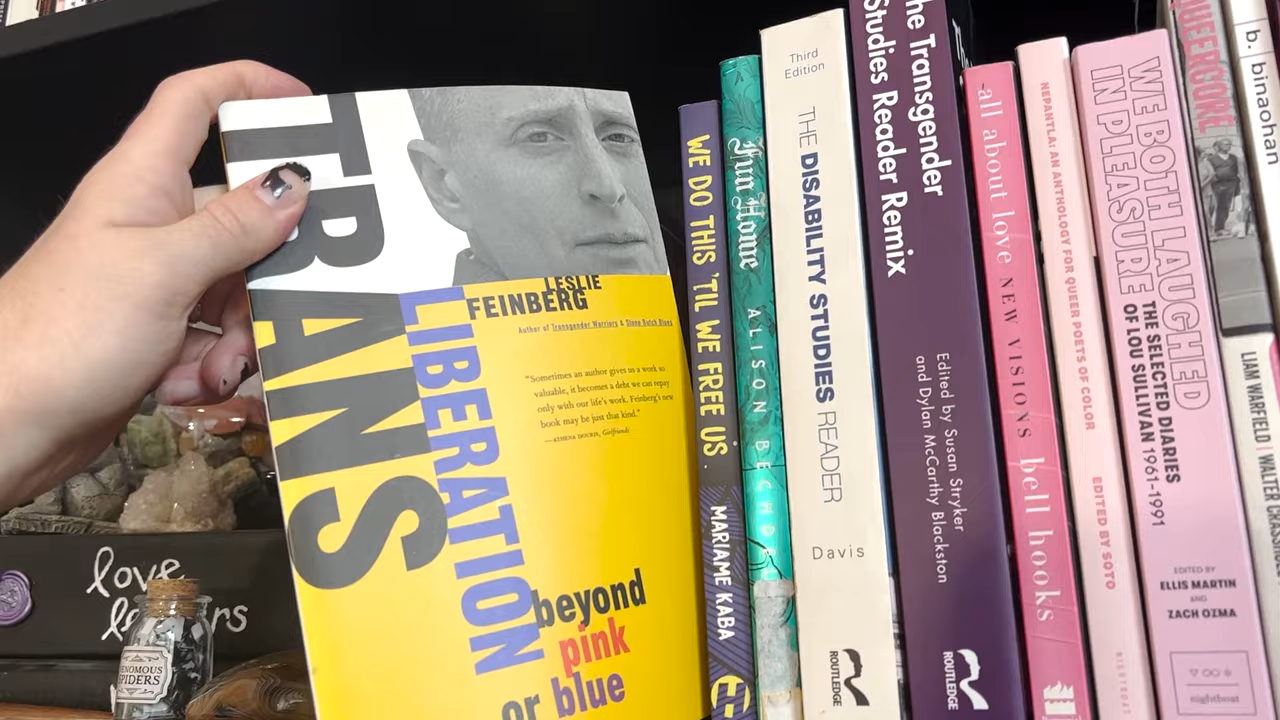 TRANS
LIBERATION
LESLIE
FEINBERG
Author of Transgender Warriors & Stone Butch Blues
"Sometimes an author gives us a work so
valuable, it becomes a debt we can repay
only with our life's work. Feinberg's new
book may be just that kind."
—ATHENA DOURIS, Girlfriends
beyond
pink
or blue
love
VENOMOUS
SPIDERS
WE DO THIS 'TIL WE FREE US
MARIAME KABA
Fun Home
ALISON BECHDEL
Third
Edition
THE DISABILITY STUDIES READER
Davis
ROUTLEDGE
The Transgender
Studies Reader Remix
Edited by Susan Stryker
and Dylan McCarthy Blackston
ROUTLEDGE
all about love NEW VISIONS bell hooks
NEPANTLA: AN ANTHOLOGY FOR QUEER POETS OF COLOR
EDITED BY SOTO
NIGHTBOAT
WE BOTH LAUGHED
IN PLEASURE
THE SELECTED DIARIES
OF LOU SULLIVAN 1961-1991
EDITED BY
ELLIS MARTIN
AND
ZACH OZMA
nightboat
QUEERCORE
LIAM WARFIELD | WALTER CRASSHOLE
b. binaohan